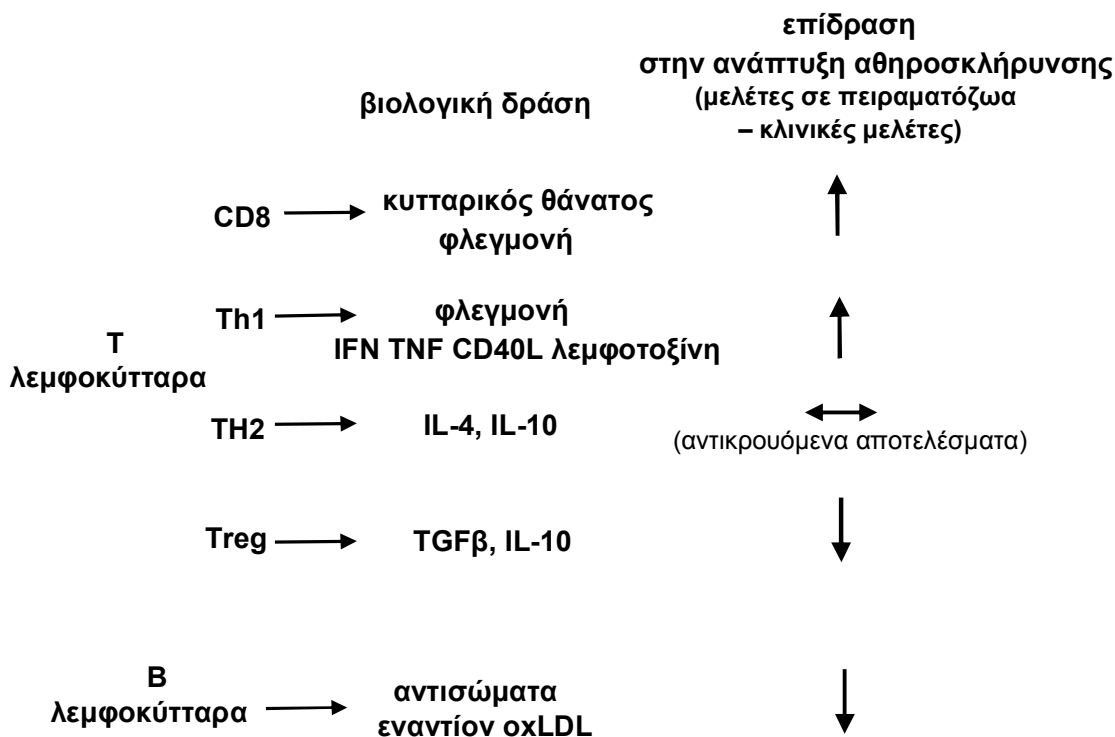 επίδραση
στην ανάπτυξη αθηροσκλήρυνσης
(μελέτες σε πειραματόζωα
– κλινικές μελέτες)
βιολογική δράση
CD8
κυτταρικός θάνατος
φλεγμονή
Th1
φλεγμονή
IFN TNF CD40L λεμφοτοξίνη
Τ
λεμφοκύτταρα
TH2
IL-4, IL-10
(αντικρουόμενα αποτελέσματα)
Treg
TGFβ, IL-10
Β
λεμφοκύτταρα
αντισώματα
εναντίον oxLDL